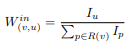 W^{in}_{(v,u)} = \frac{I_u}{\sum_{p \in R(v)} I_p}